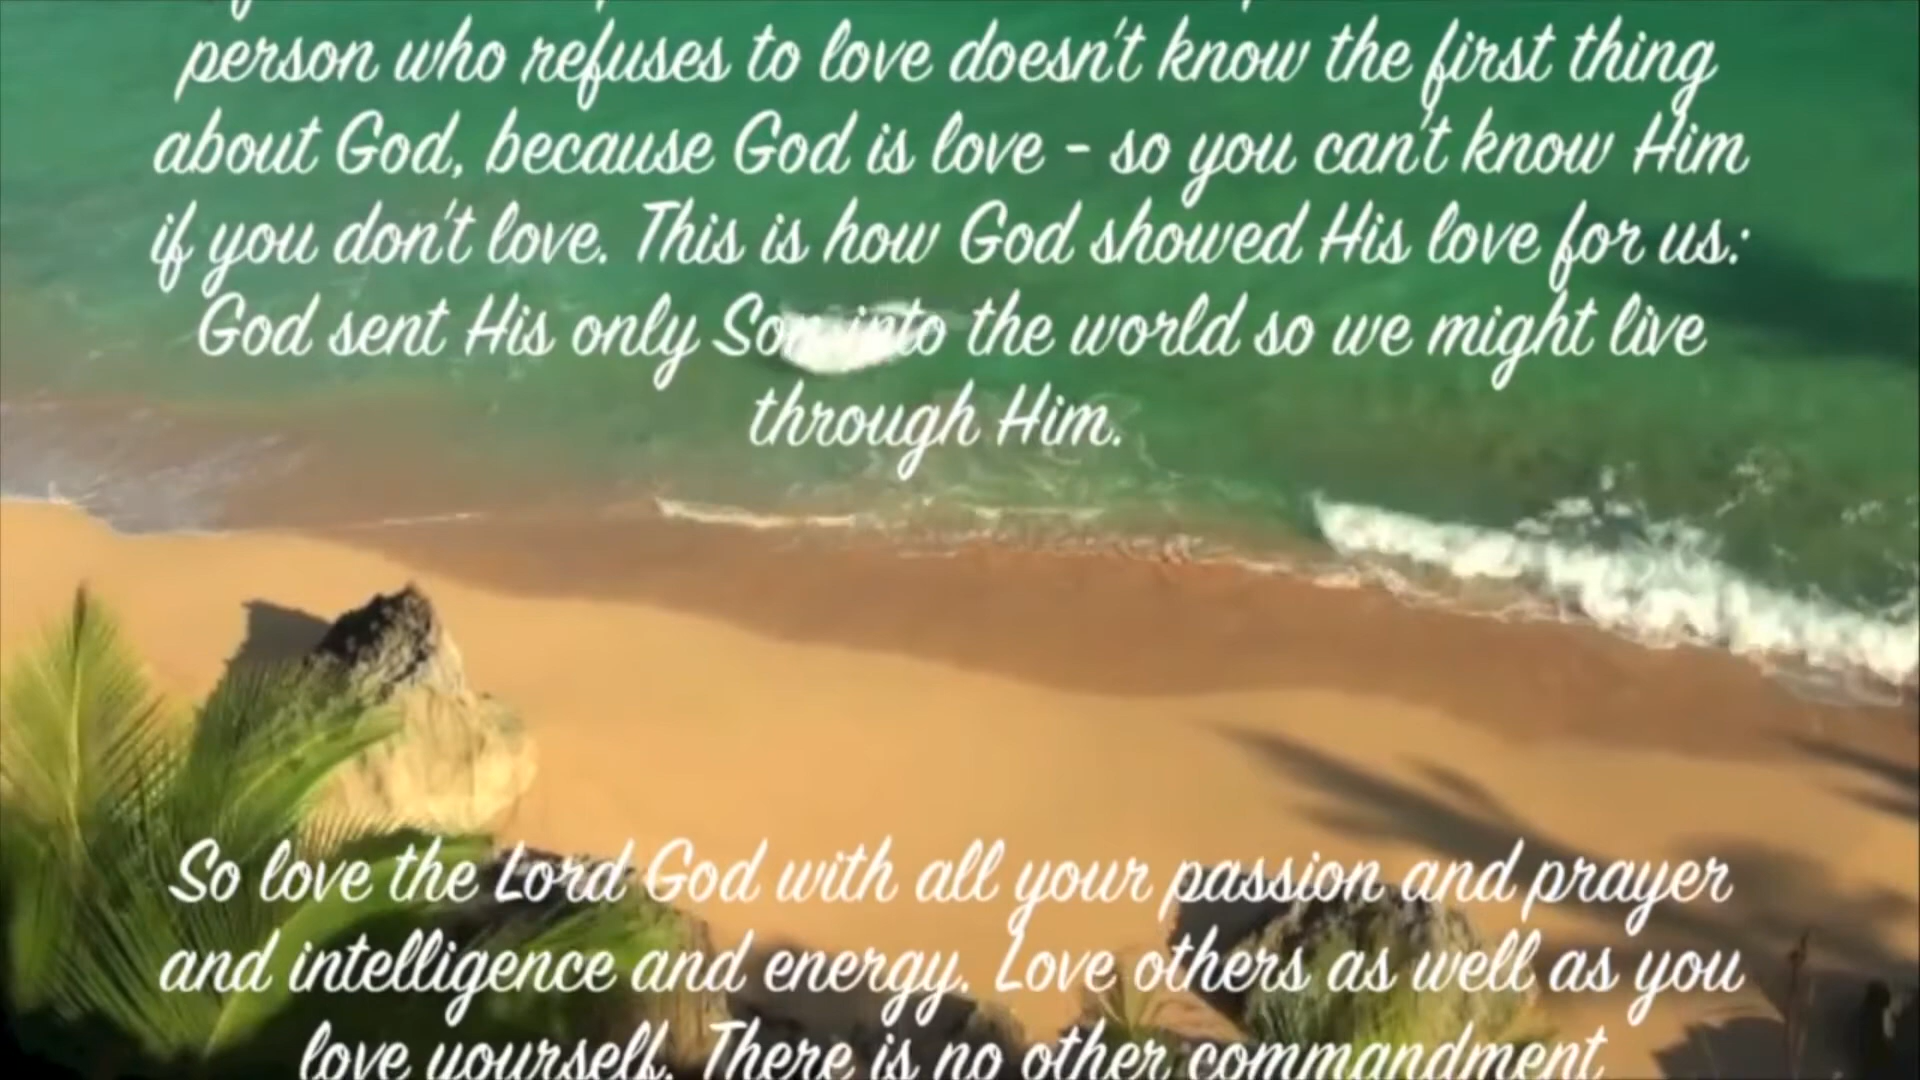 person who refuses to love doesn't know the first thing
about God, because God is love - so you can't know Him
if you don't love. This is how God showed His love for us:
God sent His only Son into the world so we might live
through Him.
So love the Lord God with all your passion and prayer
and intelligence and energy. Love others as well as you
love yourself. There is no other commandment